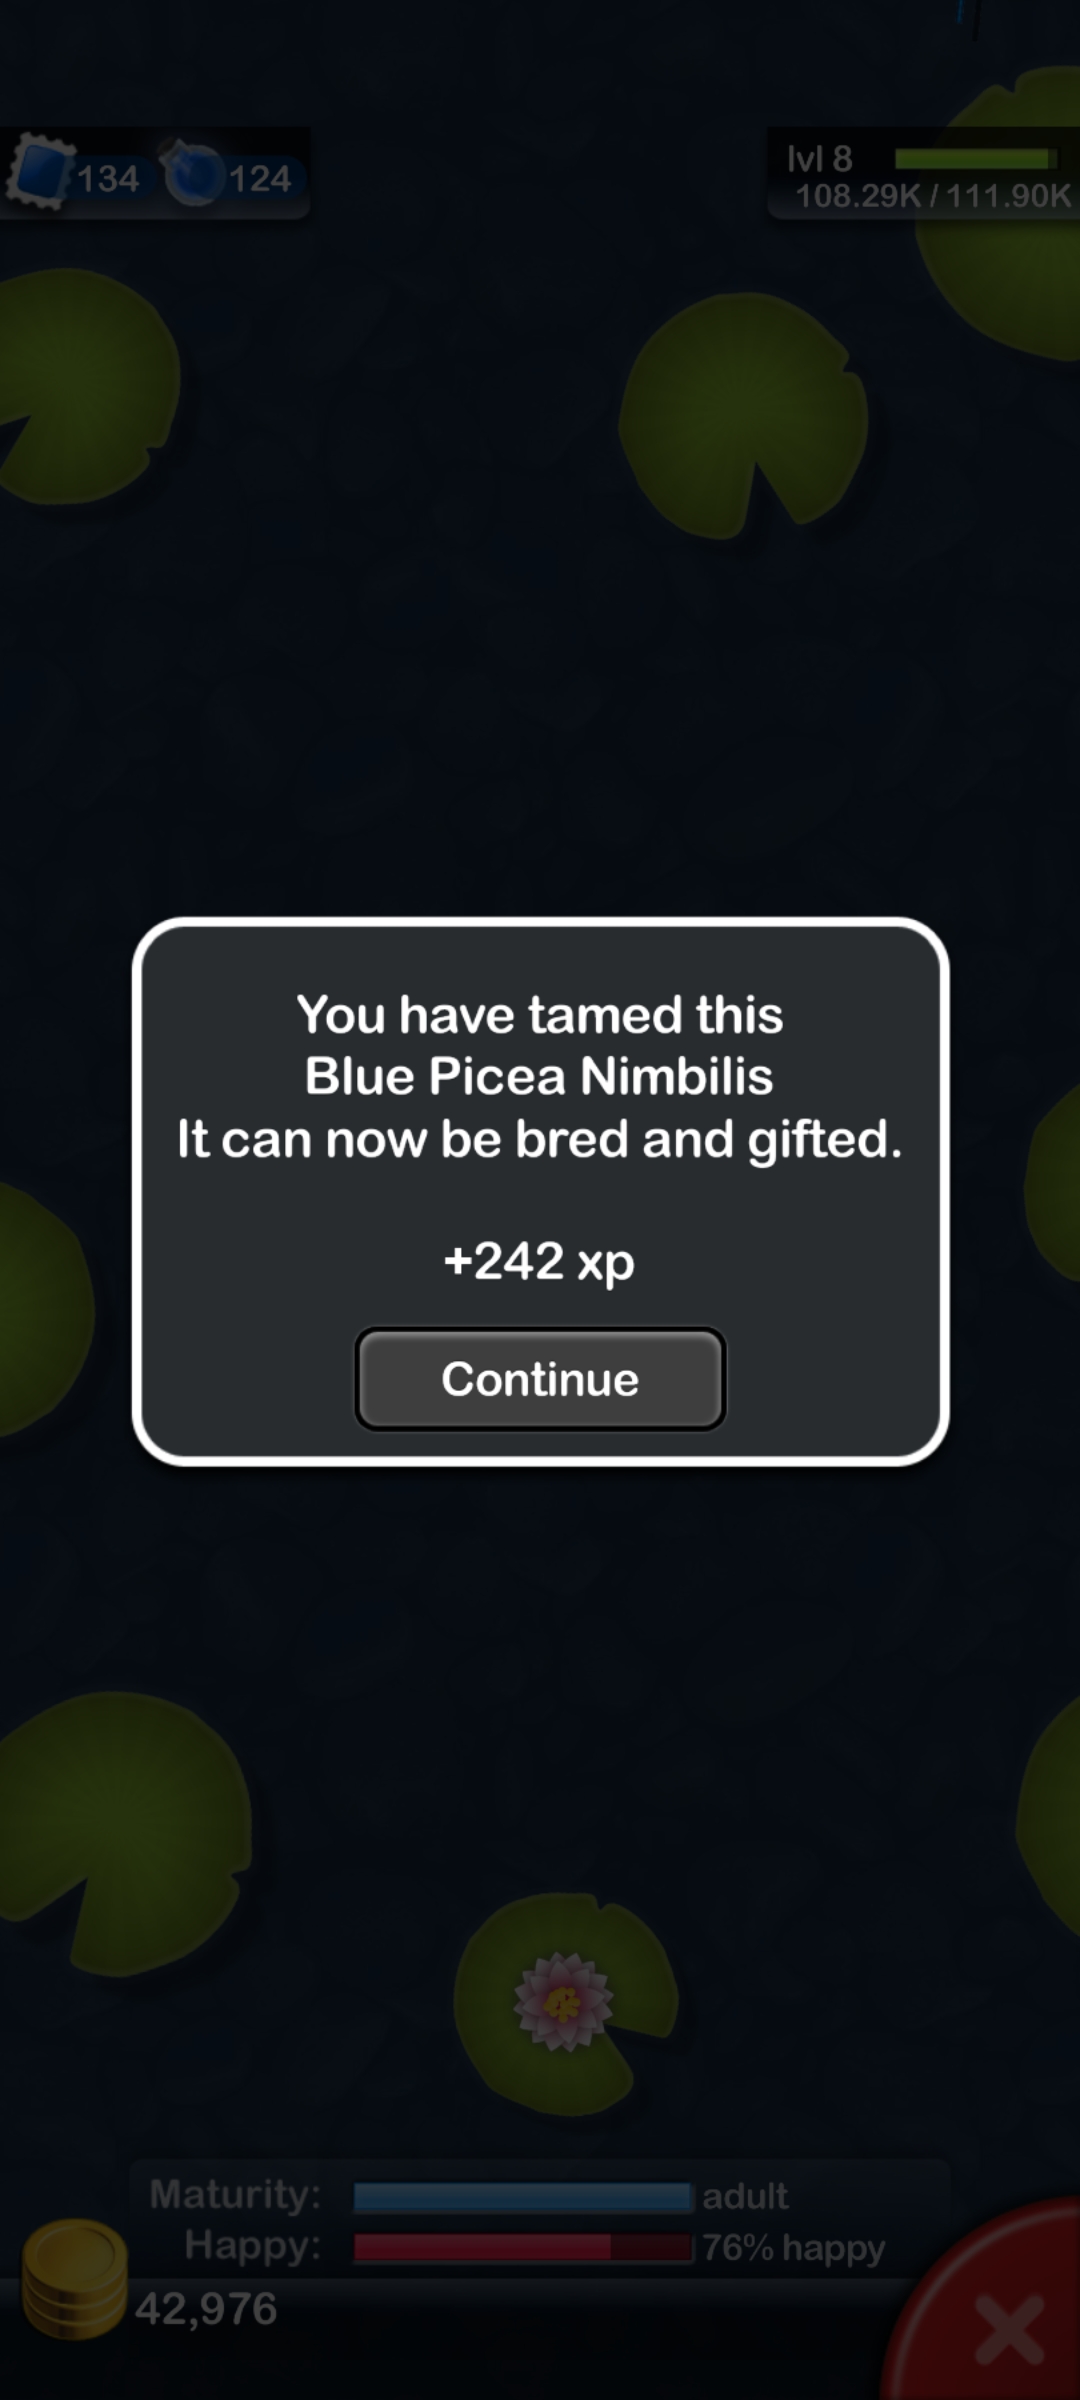 134
124
lvl 8
108.29K / 111.90K
You have tamed this
Blue Picea Nimbilis
It can now be bred and gifted.
+242 xp
Continue
Maturity: adult
Happy: 76% happy
42,976